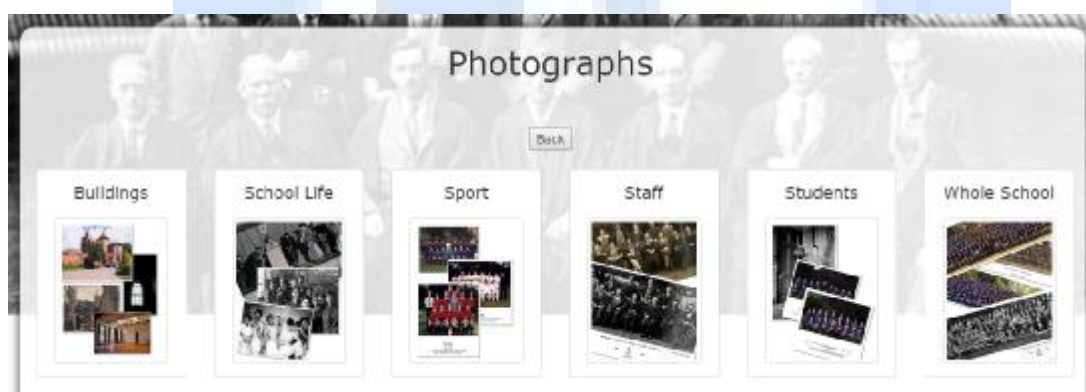 Photographs
Back
Buildings
School Life
Sport
Staff
Students
Whole School